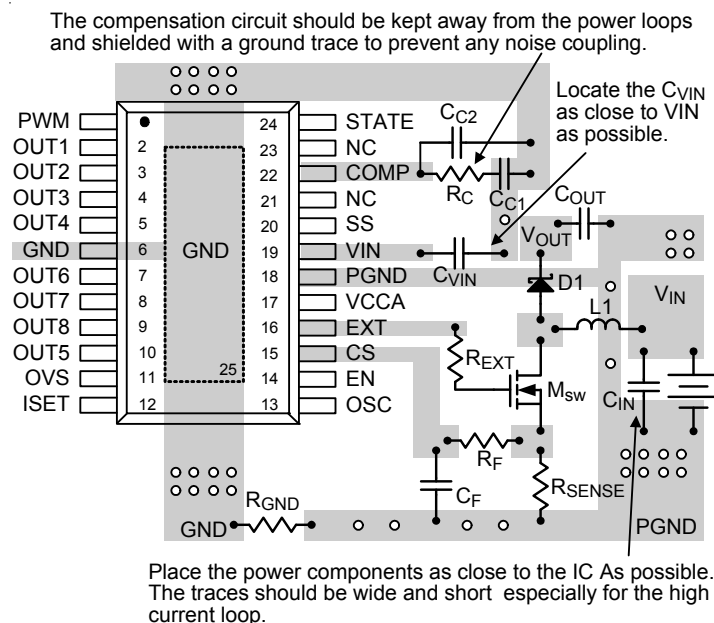 The compensation circuit should be kept away from the power loops
and shielded with a ground trace to prevent any noise coupling.
Locate the CVIN
as close to VIN
as possible.
PWM
OUT1
OUT2
OUT3
OUT4
GND
OUT6
OUT7
OUT8
OUT5
OVS
ISET
2
3
4
5
6
7
8
9
10
11
12
GND
25
24
23
22
21
20
19
18
17
16
15
14
13
STATE
NC
COMP
NC
SS
VIN
PGND
VCCA
EXT
CS
EN
OSC
CC2
RC
CC1
COUT
VOUT
CVIN
D1
L1
VIN
REXT
MSW
CIN
RF
CF
RSENSE
RGND
GND
PGND
Place the power components as close to the IC As possible.
The traces should be wide and short especially for the high
current loop.